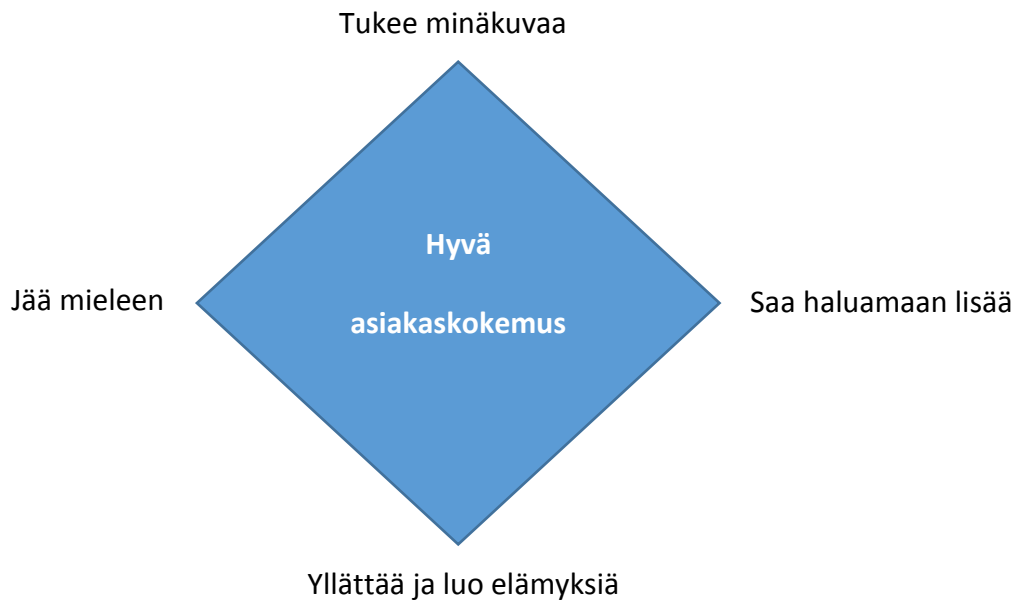 Tukee minäkuvaa
Hyvä
asiakaskokemus
Jää mieleen
Saa haluamaan lisää
Yllättää ja luo elämyksiä